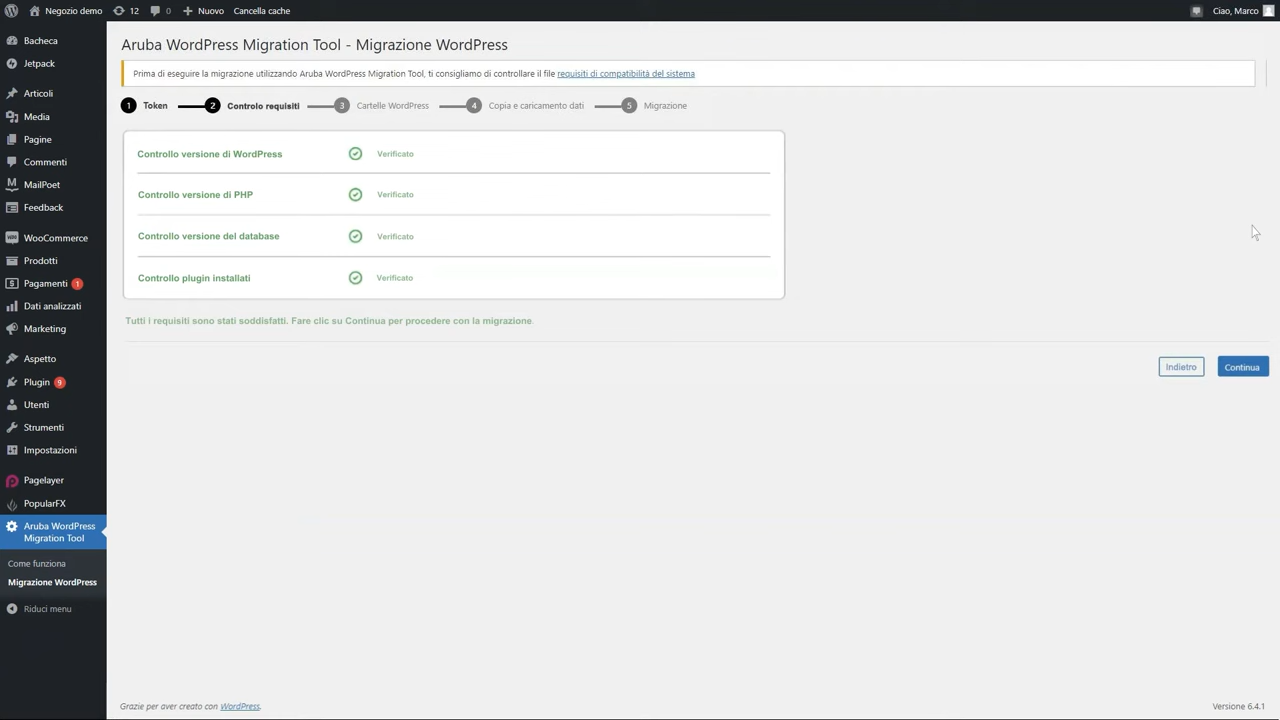 Negozio demo
12
0
Nuovo
Cancella cache
Ciao, Marco
Bacheca
Jetpack
Articoli
Media
Pagine
Commenti
MailPoet
Feedback
WooCommerce
Prodotti
Pagamenti 1
Dati analizzati
Marketing
Aspetto
Plugin 9
Utenti
Strumenti
Impostazioni
Pagelayer
PopularFX
Aruba WordPress
Migration Tool
Come funziona
Migrazione WordPress
Riduci menu
Aruba WordPress Migration Tool - Migrazione WordPress
Prima di eseguire la migrazione utilizzando Aruba WordPress Migration Tool, ti consigliamo di controllare il file requisiti di compatibilità del sistema
1 Token 2 Controlo requisiti 3 Cartelle WordPress 4 Copia e caricamento dati 5 Migrazione
Controllo versione di WordPress Verificato
Controllo versione di PHP Verificato
Controllo versione del database Verificato
Controllo plugin installati Verificato
Tutti i requisiti sono stati soddisfatti. Fare clic su Continua per procedere con la migrazione.
Indietro
Continua
Grazie per aver creato con WordPress.
Versione 6.4.1